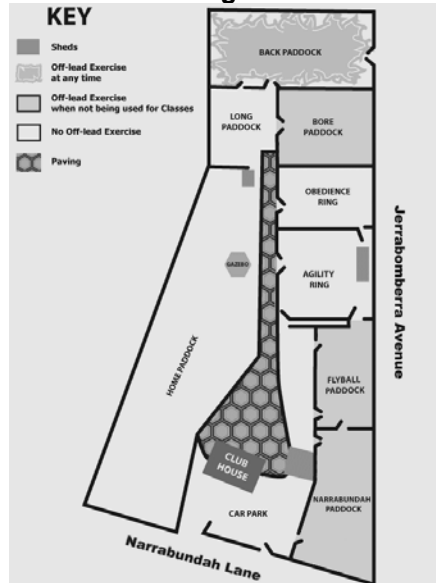 KEY
Sheds
Off-lead Exercise
at any time
Off-lead Exercise
when not being used for Classes
No Off-lead Exercise
Paving
BACK PADDOCK
LONG
PADDOCK
BORE
PADDOCK
OBEDIENCE
RING
GAZEBO
AGILITY
RING
Jerrabomberra Avenue
HOME PADDOCK
FLYBALL
PADDOCK
CLUB
HOUSE
NARRABUNDAH
PADDOCK
CAR PARK
Narrabundah Lane